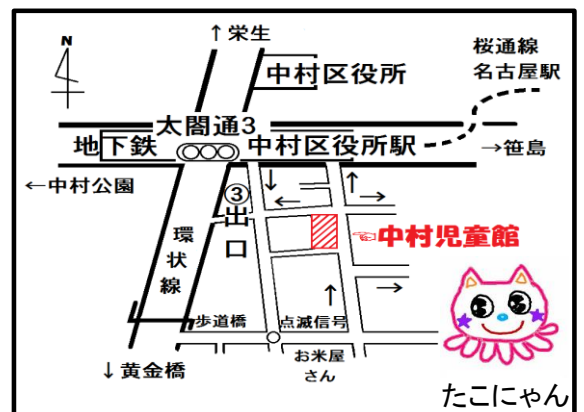 N
↑栄生
桜通線
名古屋駅
中村区役所
太閤通3
地下鉄
中村区役所駅
→笹島
←中村公園
③出口
環状線
☜中村児童館
歩道橋
点滅信号
お米屋
さん
↓黄金橋
たこにゃん